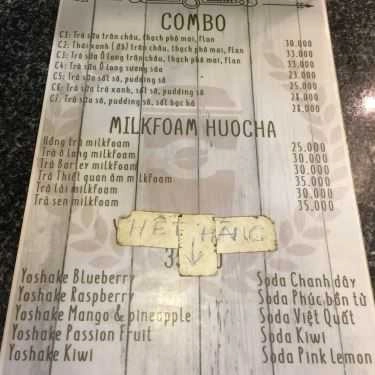 COMBO
C1: Trà sữa trân châu, thạch phô mai, flan 30.000
C2: Thái xanh (đỏ) trân châu, thạch phô mai, flan 33.000
C3: Trà sữa Ô long trân châu, thạch phô mai, flan 33.000
C4: Trà sữa Ô long sương sáo 23.000
C5: Trà sữa sốt sô, pudding sô 28.000
C6: Trà sữa trà xanh, sốt sô, pudding sô 28.000
C7: Trà sữa sốt sô, pudding sô, sốt bạc hà 28.000
MILKFOAM HUOCHA
Hồng trà milkfoam 25.000
Trà ô long milkfoam 30.000
Trà Barley milkfoam 30.000
Trà Thiết quan âm milkfoam 35.000
Trà lài milkfoam 30.000
Trà sen milkfoam 35.000
HẾT HÀNG
Yoshake Blueberry Soda Chanh dây
Yoshake Raspberry Soda Phúc bồn tử
Yoshake Mango & pineapple Soda Việt Quất
Yoshake Passion Fruit Soda Kiwi
Yoshake Kiwi Soda Pink Lemon